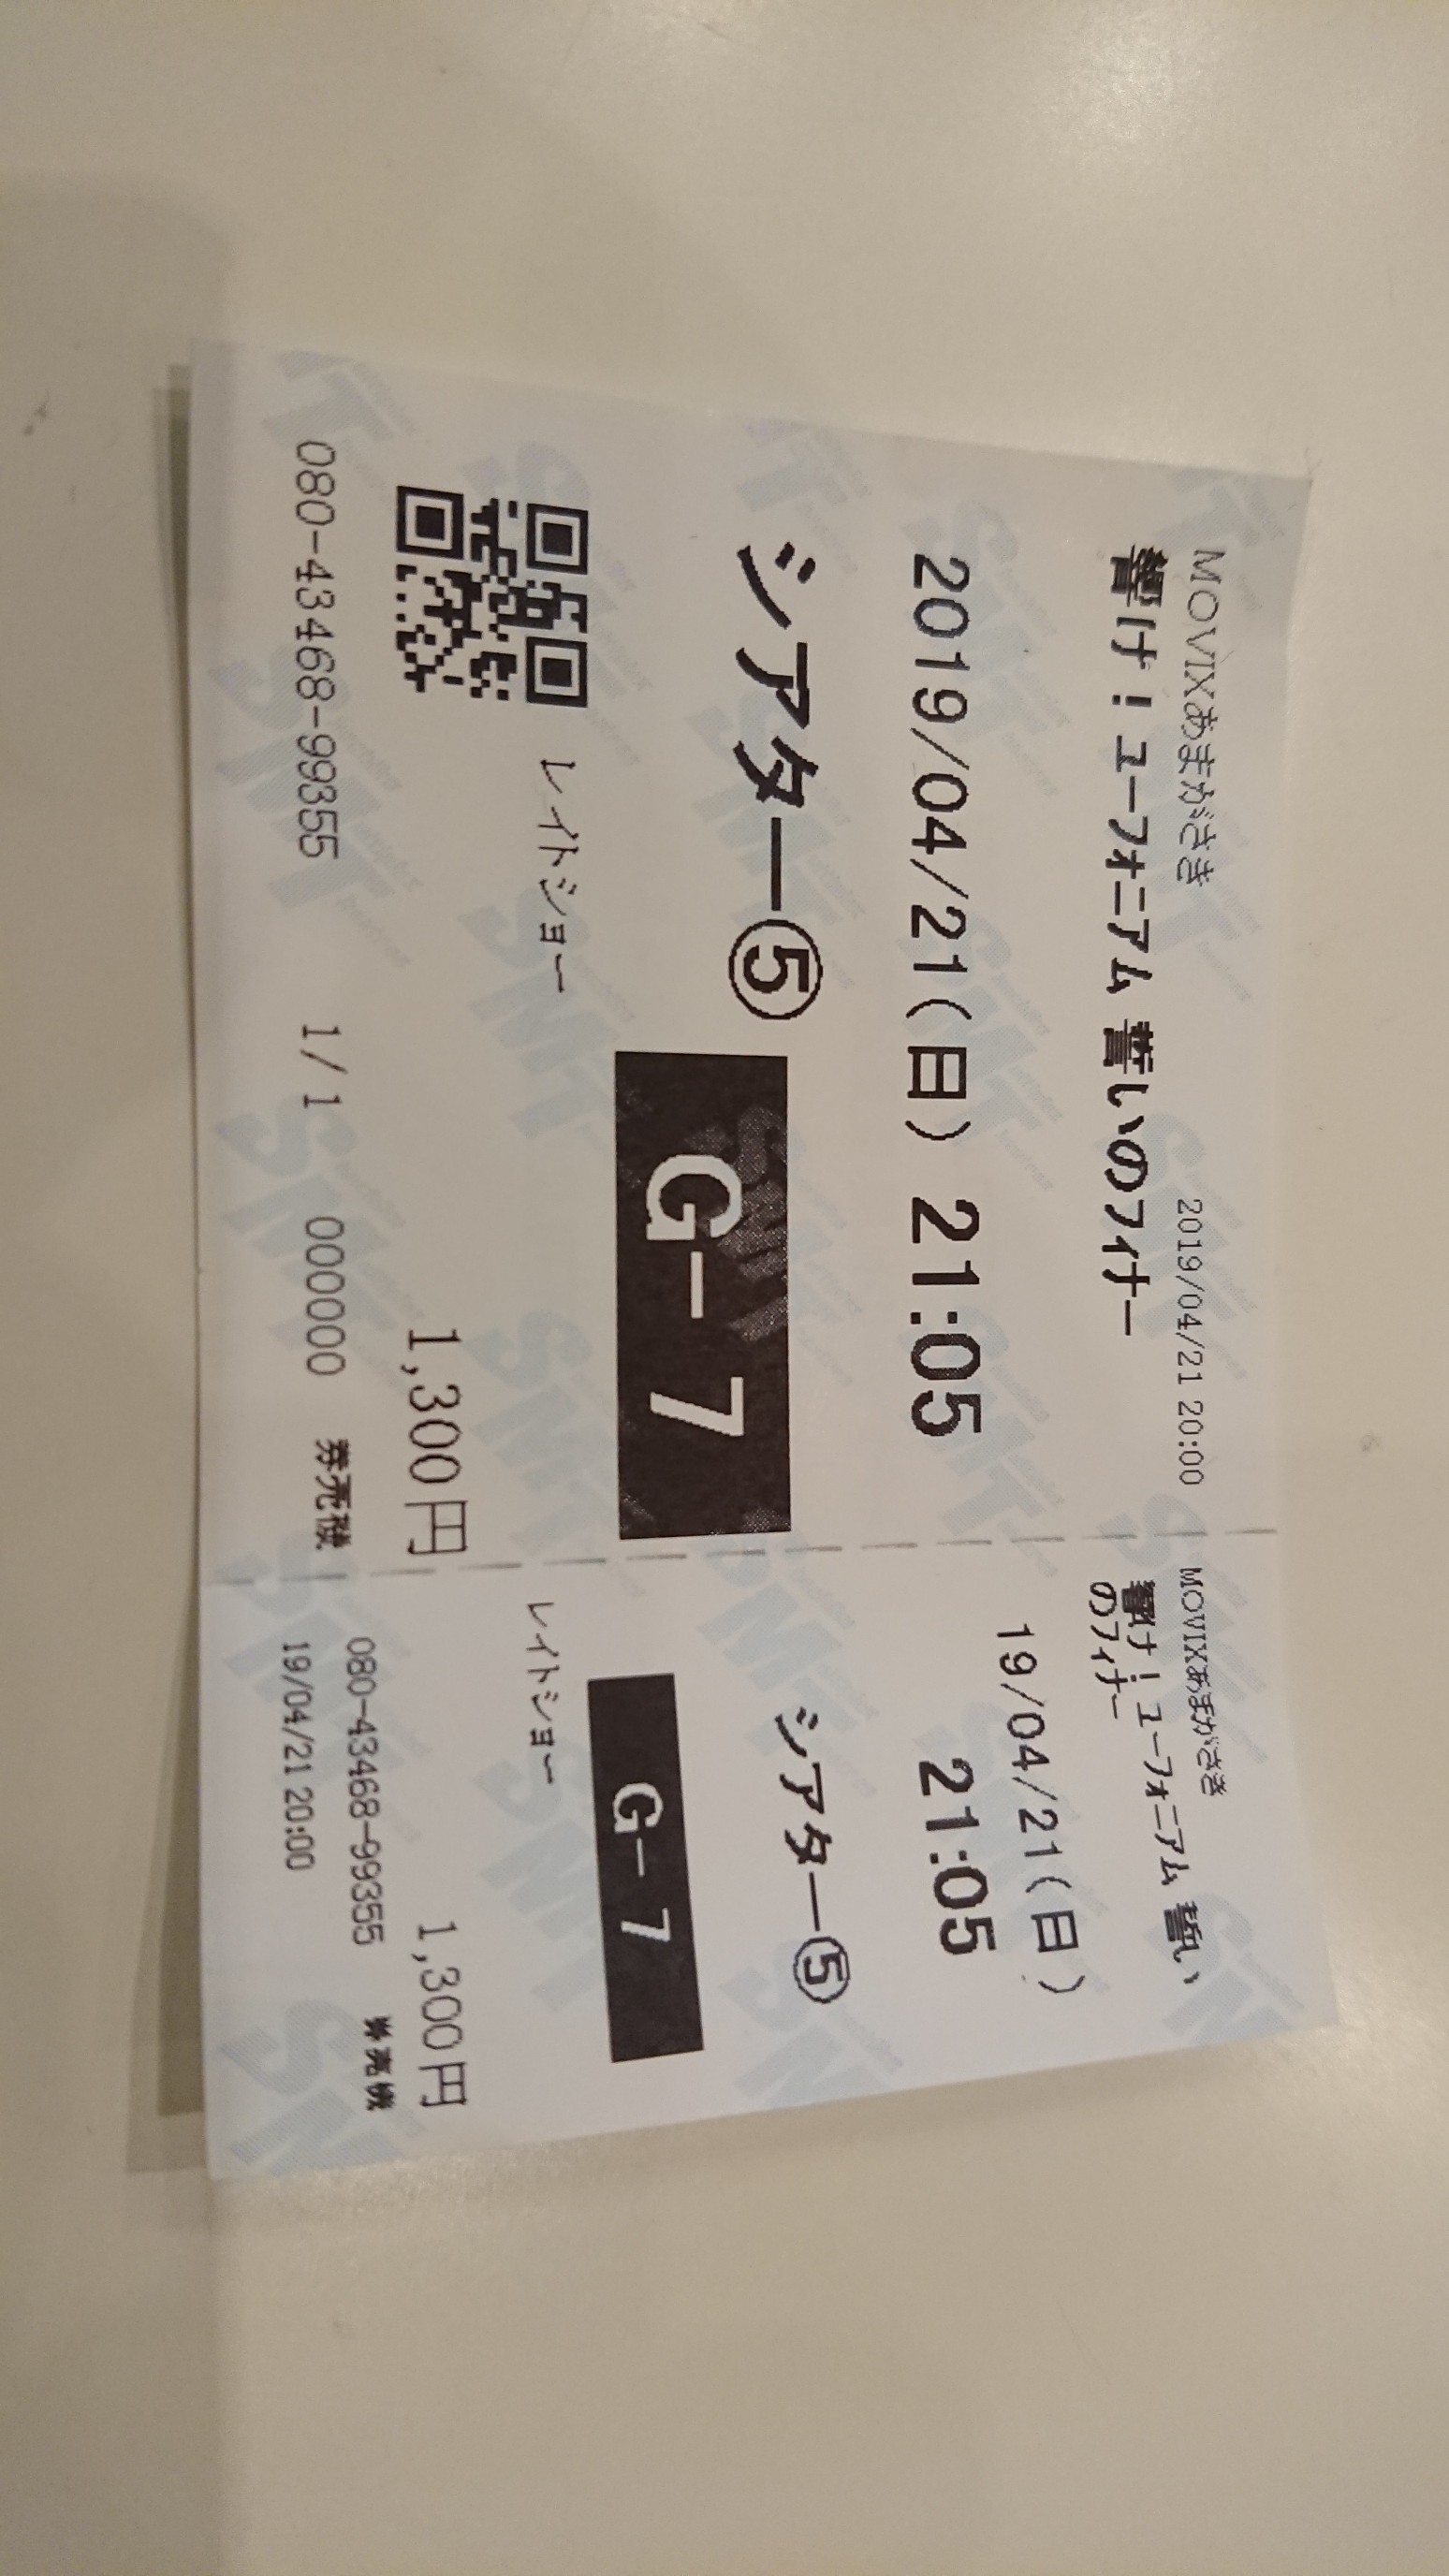 MOVIXあまがさき 2019/04/21 20:00
響け！ユーフォニアム 誓いのフィナー
2019/04/21(日) 21:05
シアター⑤
G-7
レイトショー
1,300円
080-43468-99355 1/1 000000 券売機
MOVIXあまがさき
響け！ユーフォニアム 誓い
のフィナー
19/04/21(日)
21:05
シアター⑤
G-7
レイトショー
1,300円
080-43468-99355 券売機
19/04/21 20:00
SMT